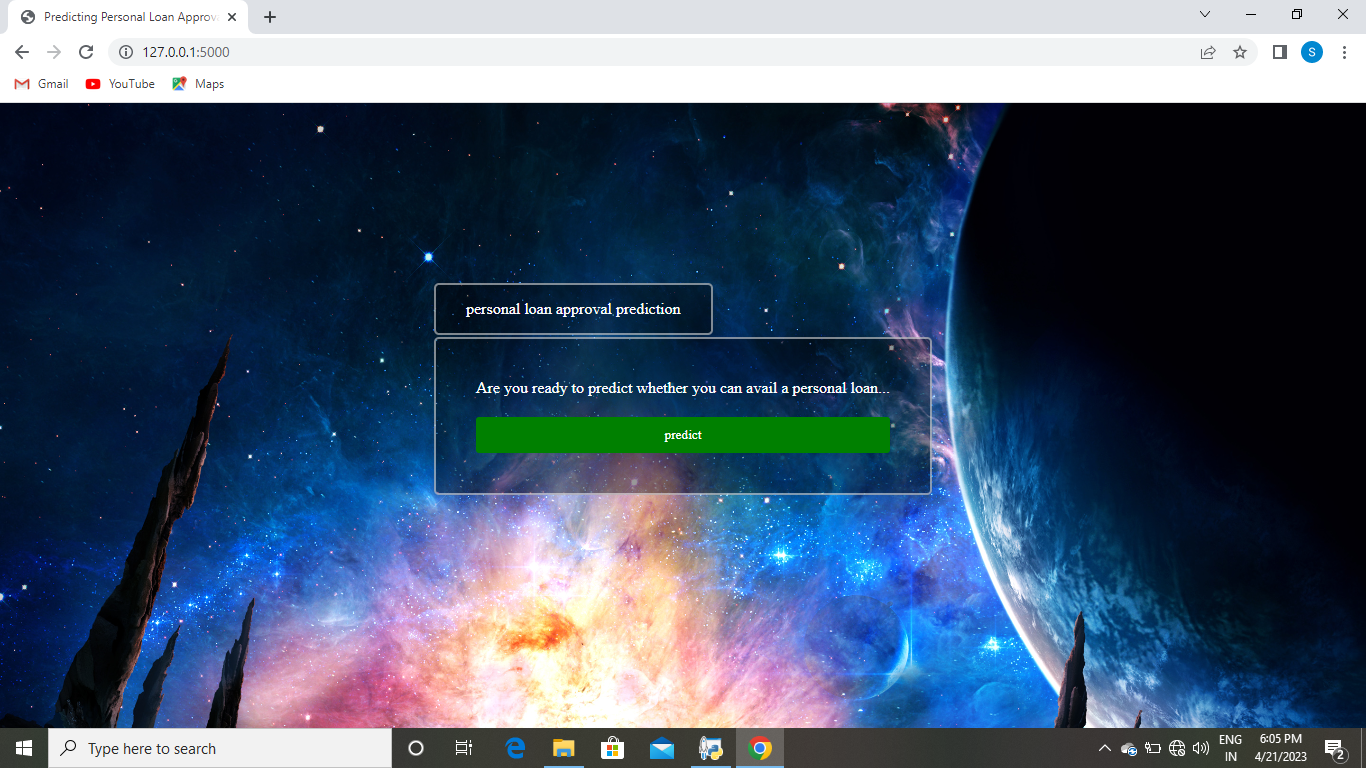 Predicting Personal Loan Approva
127.0.0.1:5000
S
Gmail YouTube Maps
personal loan approval prediction
Are you ready to predict whether you can avail a personal loan...
predict
Type here to search
ENG
IN
6:05 PM
4/21/2023
2